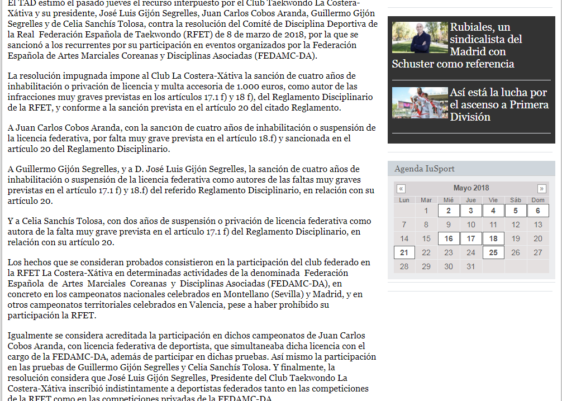 El TAD estimó el pasado jueves el recurso interpuesto por el Club Taekwondo La Costera-
Xâtiva y su presidente, José Luis Gijón Segrelles, Juan Carlos Cobos Aranda, Guillermo Gijón
Segrelles y de Celia Sanchís Tolosa, contra la resolución del Comité de Disciplina Deportiva de
la Real Federación Española de Taekwondo (RFET) de 8 de marzo de 2018, por la que se
sancionó a los recurrentes por su participación en eventos organizados por la Federación
Española de Artes Marciales Coreanas y Disciplinas Asociadas (FEDAMC-DA).
La resolución impugnada impone al Club La Costera-Xâtiva la sanción de cuatro años de
inhabilitación o privación de licencia y multa accesoria de 1.000 euros, como autor de las
infracciones muy graves previstas en los artículos 17.1 f) y 18 f), del Reglamento Disciplinario
de la RFET, y conforme a la sanción prevista en el artículo 20 del citado Reglamento.
A Juan Carlos Cobos Aranda, con la sanc10n de cuatro años de inhabilitación o suspensión de
la licencia federativa, por falta muy grave prevista en el artículo 18.f) y sancionada en el
artículo 20 del Reglamento Disciplinario.
A Guillermo Gijón Segrelles, y a D. José Luis Gijón Segrelles, la sanción de cuatro años de
inhabilitación o suspensión de la licencia federativa como autores de las faltas muy graves
previstas en el artículo 17.1 f) y 18.f) del referido Reglamento Disciplinario, en relación con su
artículo 20.
Y a Celia Sanchís Tolosa, con dos años de suspensión o privación de licencia federativa como
autora de la falta muy grave prevista en el artículo 17.1 f) del Reglamento Disciplinario, en
relación con su artículo 20.
Los hechos que se consideran probados consistieron en la participación del club federado en
la RFET La Costera-Xâtiva en determinadas actividades de la denominada Federación
Española de Artes Marciales Coreanas y Disciplinas Asociadas (FEDAMC-DA), en
concreto en los campeonatos nacionales celebrados en Montellano (Sevilla) y Madrid, y en
otros campeonatos territoriales celebrados en Valencia, pese a haber prohibido su
participación la RFET.
Igualmente se considera acreditada la participación en dichos campeonatos de Juan Carlos
Cobos Aranda, con licencia federativa de deportista, que simultaneaba dicha licencia con el
cargo de la FEDAMC-DA, además de participar en dichas pruebas. Así mismo la participación
en las pruebas de Guillermo Gijón Segrelles y Celia Sanchís Tolosa. Y finalmente, la
resolución considera que José Luis Gijón Segrelles, Presidente del Club Taekwondo La
Costera-Xâtiva inscribió indistintamente a deportistas federados tanto en las competiciones
de la RFET como en las competiciones privadas de la FEDAMC-DA.
Rubiales, un
sindicalista del
Madrid con
Schuster como referencia
Así está la lucha por
el ascenso a Primera
División
Agenda IuSport
« Mayo 2018 »
Lun Mar Mié Jue Vie Sáb Dom
1 2 3 4 5 6
7 8 9 10 11 12 13
14 15 16 17 18 19 20
21 22 23 24 25 26 27
28 29 30 31